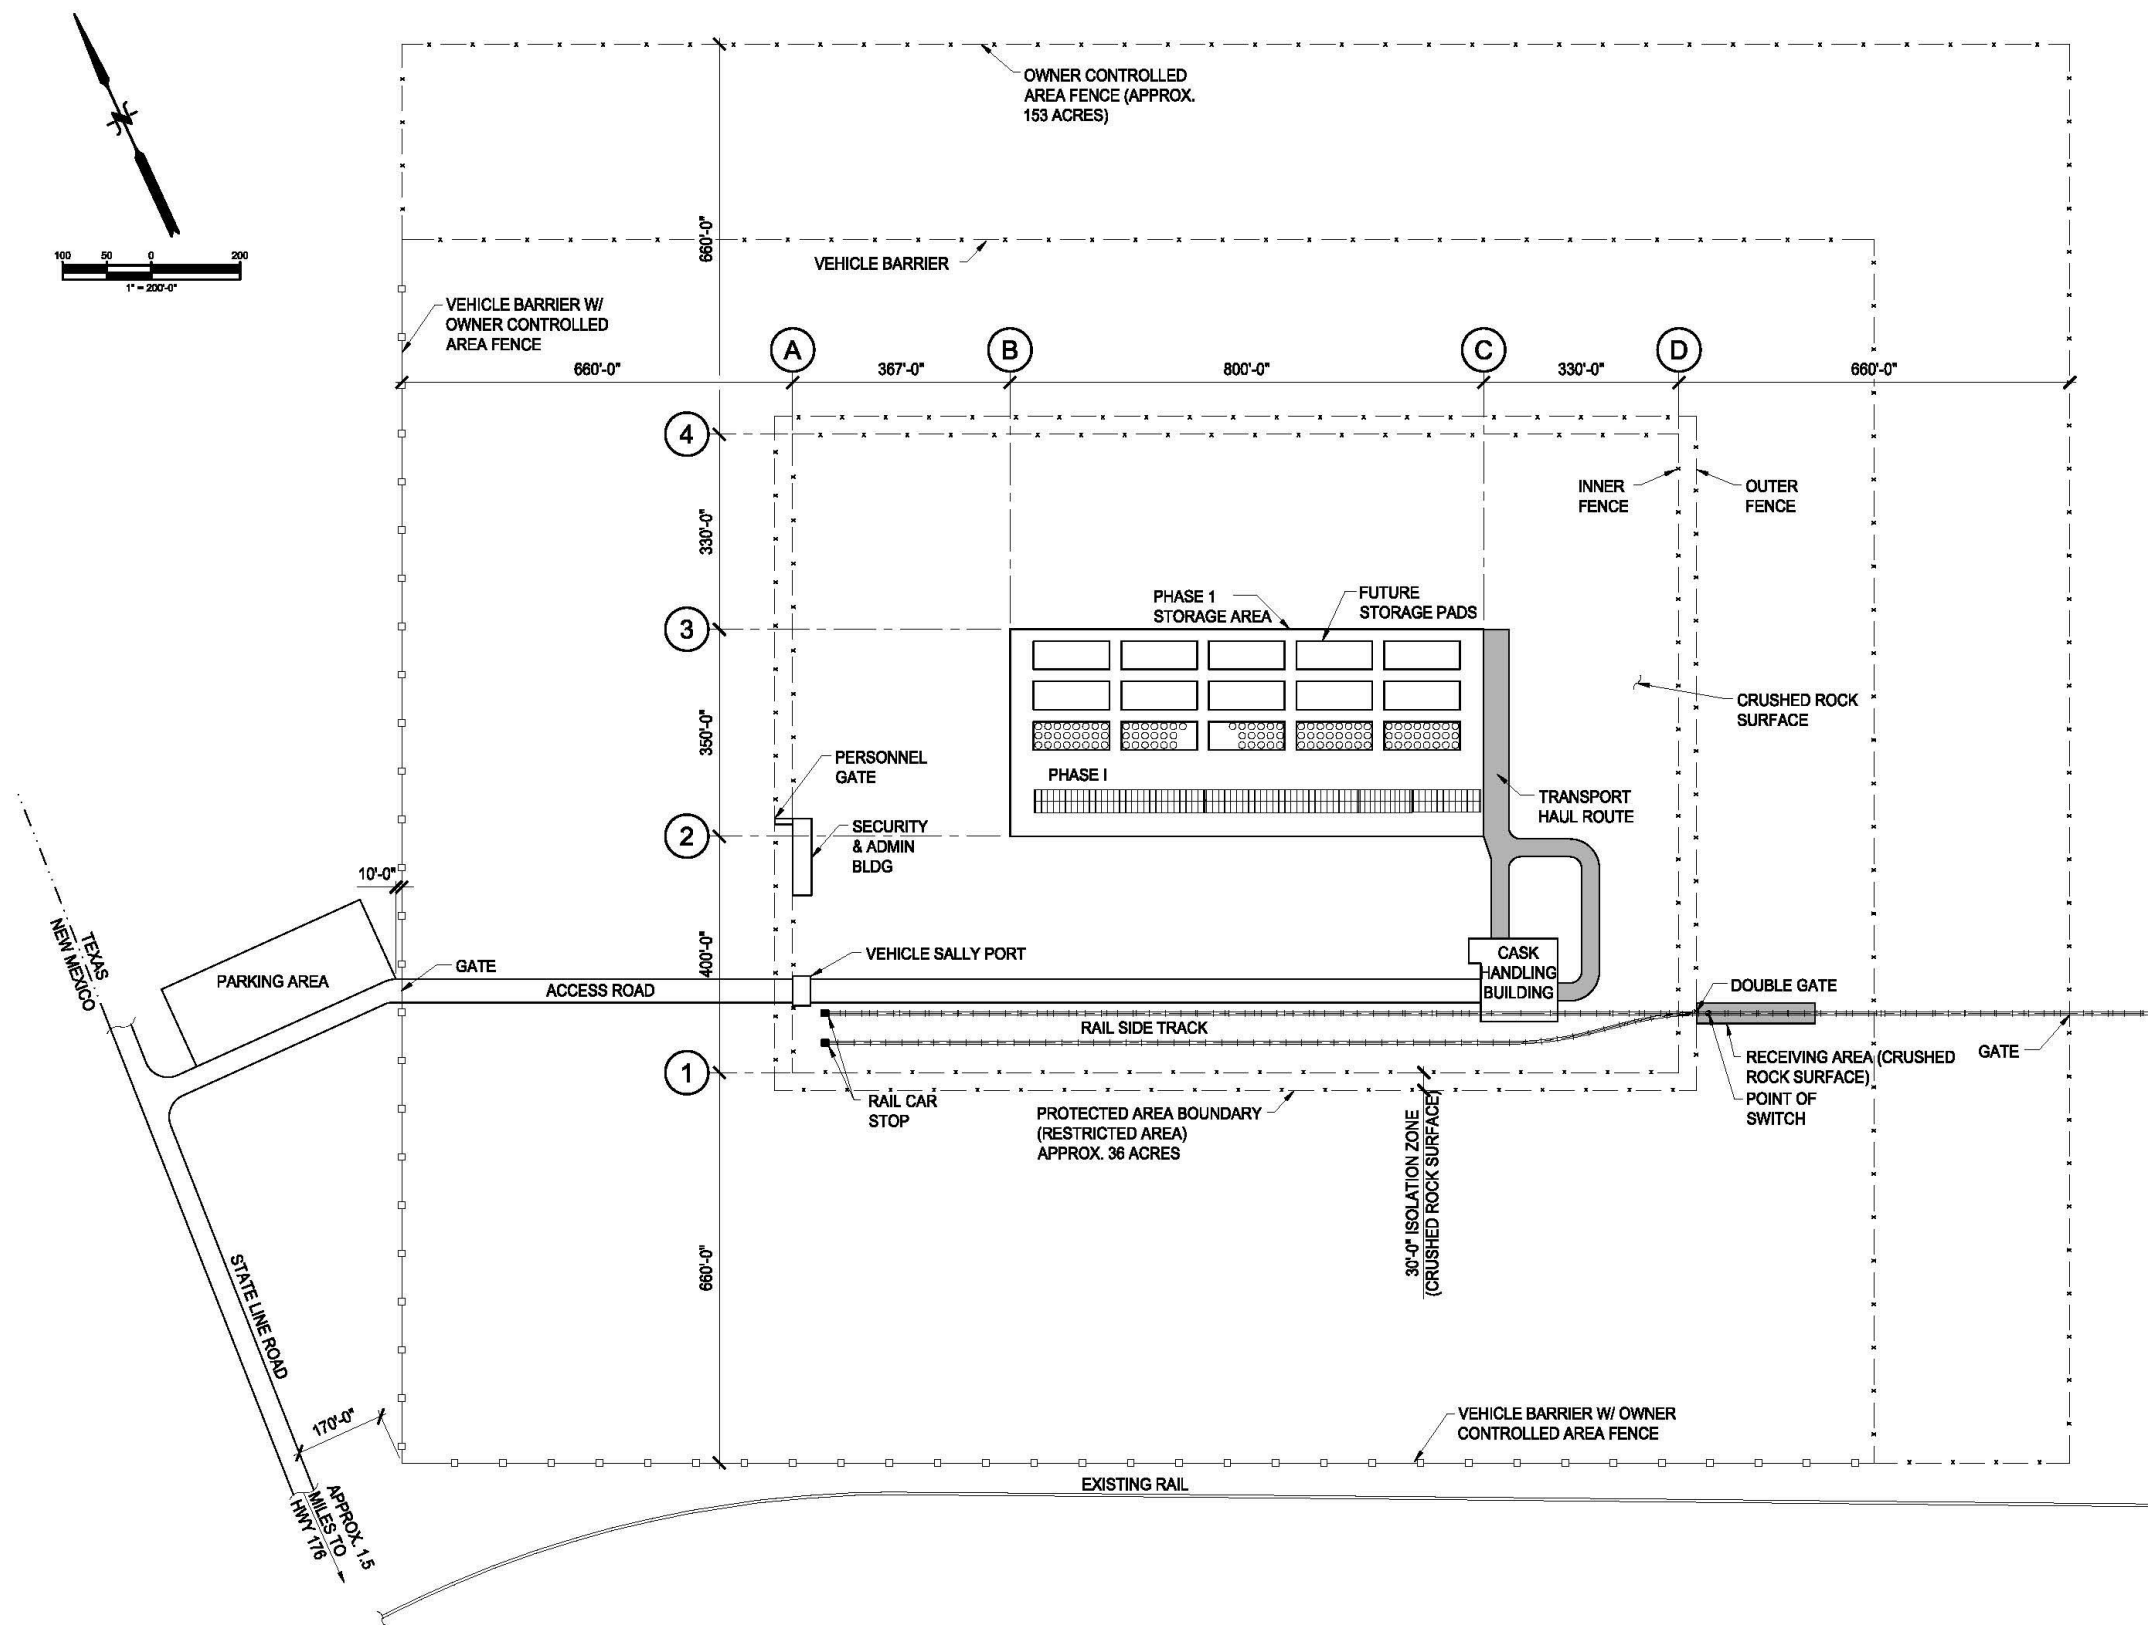 OWNER CONTROLLED
AREA FENCE (APPROX.
153 ACRES)
100 50 0 200
1" = 200'-0"
660'-0"
VEHICLE BARRIER
VEHICLE BARRIER W/
OWNER CONTROLLED
AREA FENCE
A
B
C
D
660'-0"
367'-0"
800'-0"
330'-0"
660'-0"
4
INNER
FENCE
OUTER
FENCE
330'-0"
PHASE 1
STORAGE AREA
FUTURE
STORAGE PADS
3
CRUSHED ROCK
SURFACE
350'-0"
PERSONNEL
GATE
PHASE I
TRANSPORT
HAUL ROUTE
2
SECURITY
& ADMIN
BLDG
10'-0"
TEXAS
NEW MEXICO
400'-0"
VEHICLE SALLY PORT
CASK
HANDLING
BUILDING
GATE
PARKING AREA
ACCESS ROAD
DOUBLE GATE
RAIL SIDE TRACK
RECEIVING AREA (CRUSHED
ROCK SURFACE)
GATE
1
RAIL CAR
STOP
PROTECTED AREA BOUNDARY
(RESTRICTED AREA)
APPROX. 36 ACRES
POINT OF
SWITCH
30'-0" ISOLATION ZONE
(CRUSHED ROCK SURFACE)
660'-0"
STATE LINE ROAD
170'-0"
VEHICLE BARRIER W/ OWNER
CONTROLLED AREA FENCE
EXISTING RAIL
APPROX. 1.5
MILES TO
HWY 176